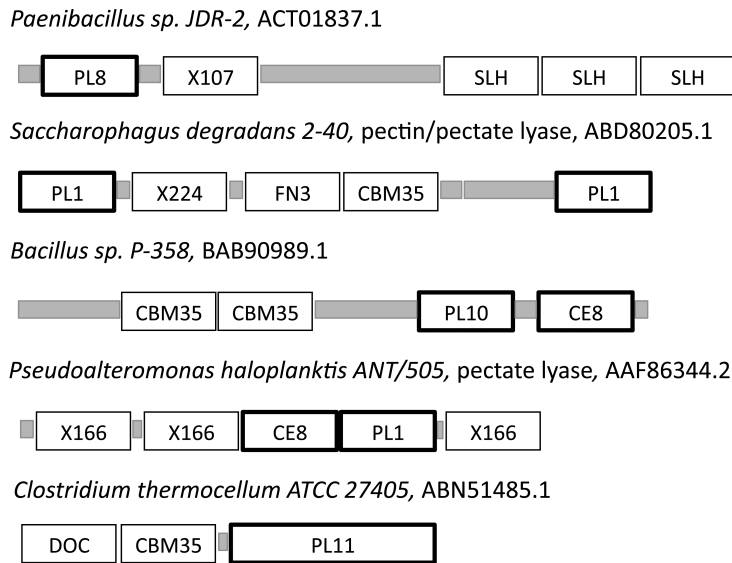 Paenibacillus sp. JDR-2, ACT01837.1
PL8 X107 SLH SLH SLH
Saccharophagus degradans 2-40, pectin/pectate lyase, ABD80205.1
PL1 X224 FN3 CBM35 PL1
Bacillus sp. P-358, BAB90989.1
CBM35 CBM35 PL10 CE8
Pseudoalteromonas haloplanktis ANT/505, pectate lyase, AAF86344.2
X166 X166 CE8 PL1 X166
Clostridium thermocellum ATCC 27405, ABN51485.1
DOC CBM35 PL11